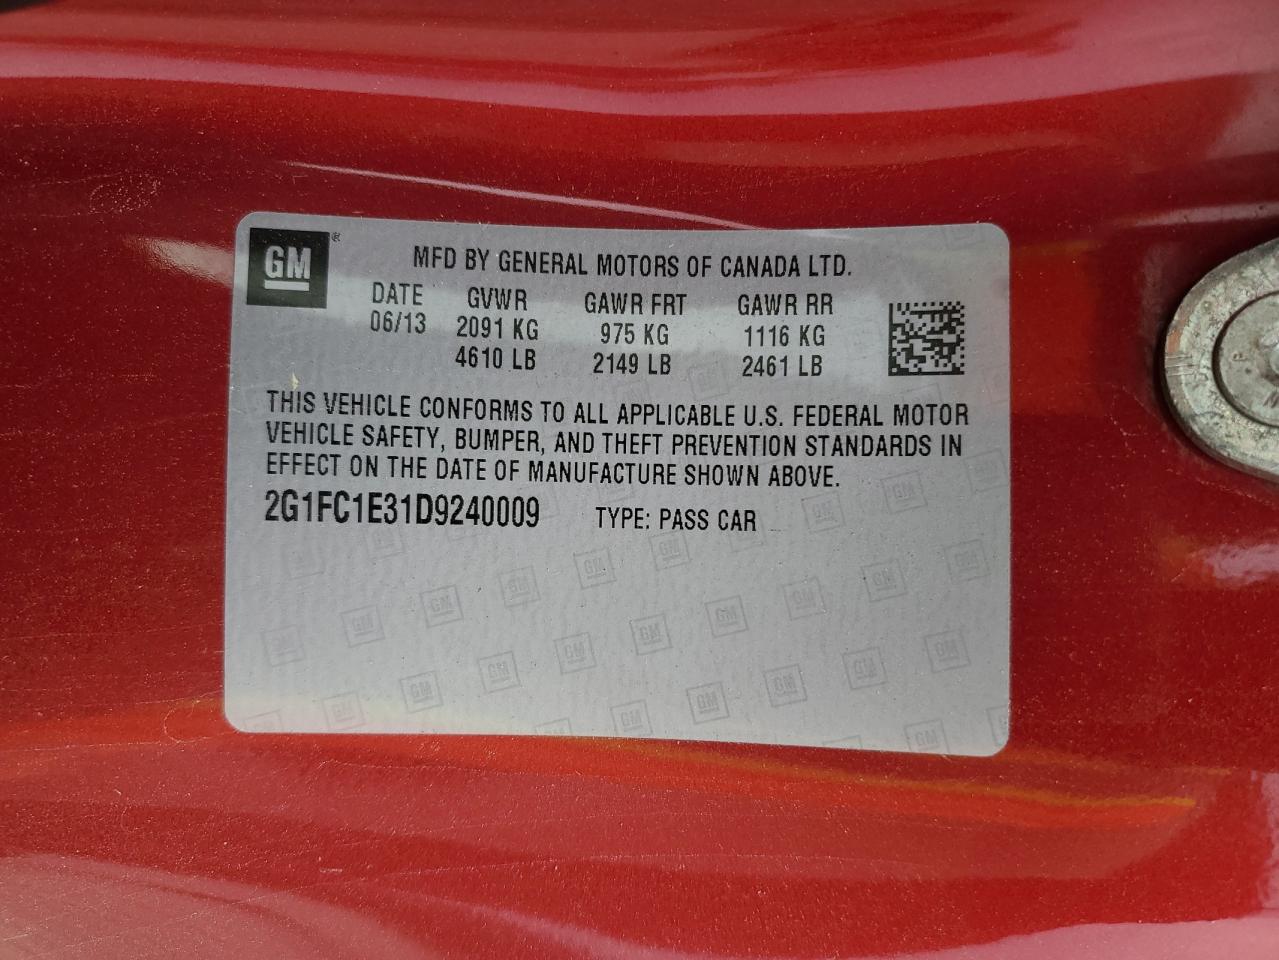 GM®
MFD BY GENERAL MOTORS OF CANADA LTD.
DATE GVWR GAWR FRT GAWR RR
06/13 2091 KG 975 KG 1116 KG
4610 LB 2149 LB 2461 LB
THIS VEHICLE CONFORMS TO ALL APPLICABLE U.S. FEDERAL MOTOR
VEHICLE SAFETY, BUMPER, AND THEFT PREVENTION STANDARDS IN
EFFECT ON THE DATE OF MANUFACTURE SHOWN ABOVE.
2G1FC1E31D9240009 TYPE: PASS CAR